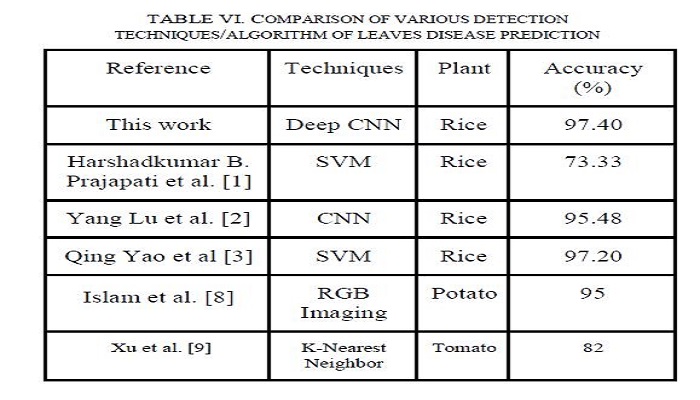 TABLE VI. COMPARISON OF VARIOUS DETECTION
TECHNIQUES/ALGORITHM OF LEAVES DISEASE PREDICTION
Reference Techniques Plant Accuracy
(%)
This work Deep CNN Rice 97.40
Harshadkumar B. SVM Rice 73.33
Prajapati et al. [1]
Yang Lu et al. [2] CNN Rice 95.48
Qing Yao et al [3] SVM Rice 97.20
Islam et al. [8] RGB Potato 95
Imaging
Xu et al. [9] K-Nearest Tomato 82
Neighbor